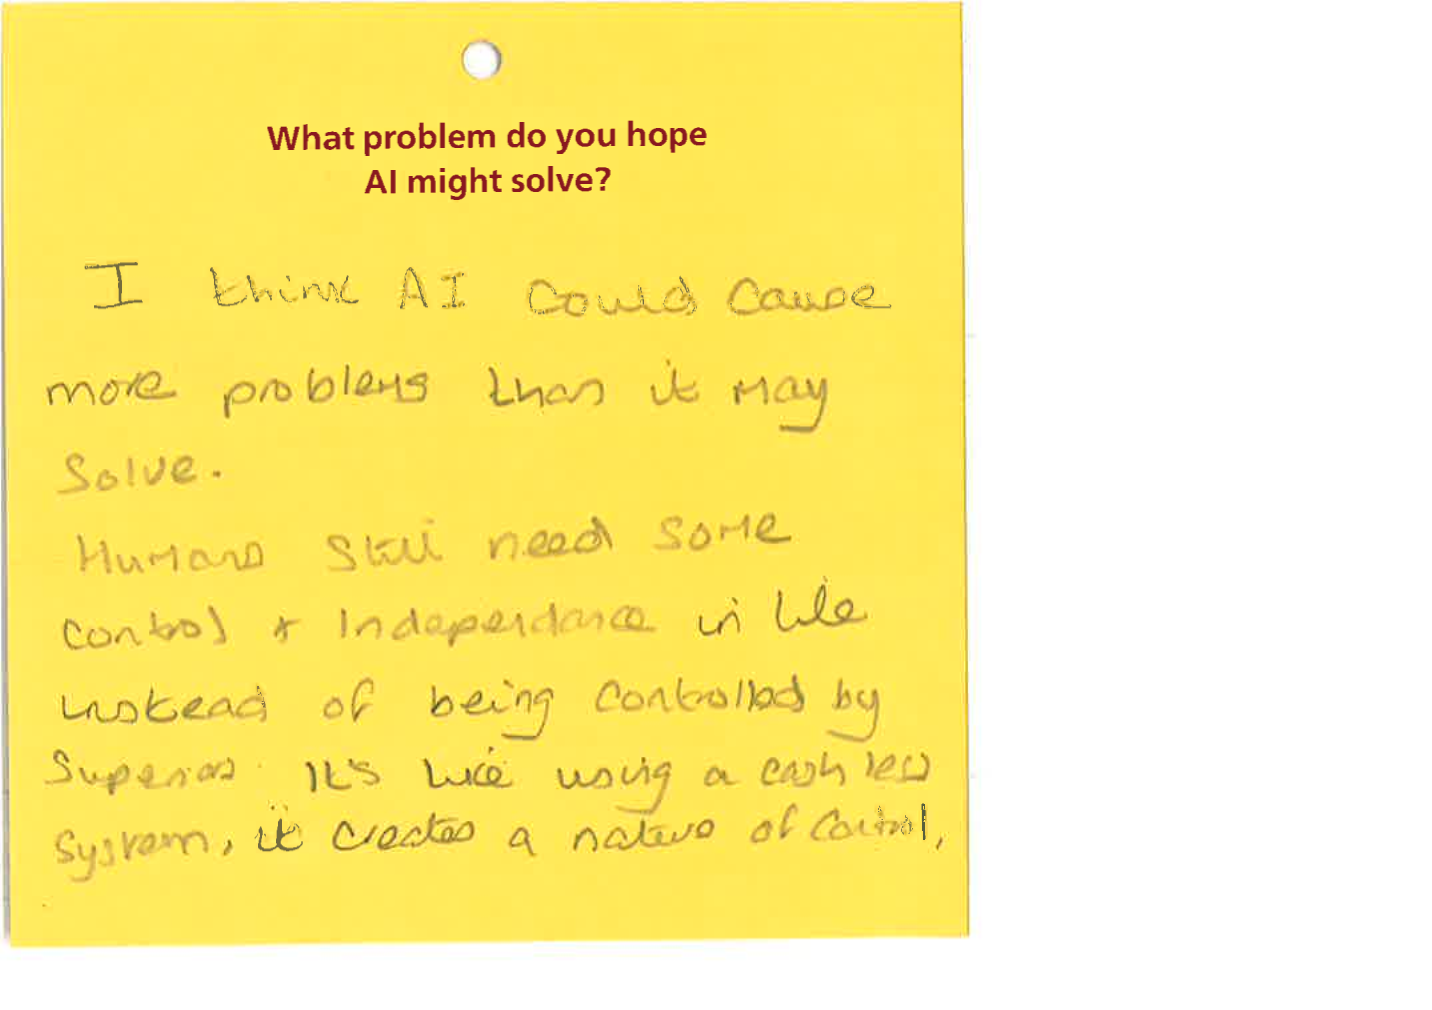 What problem do you hope
AI might solve?
I think AI could cause
more problems than it may
solve.
Humans still need some
control + Independance in life
instead of being controlled by
Superiors. It's like using a cash less
system, it creates a nature of control,